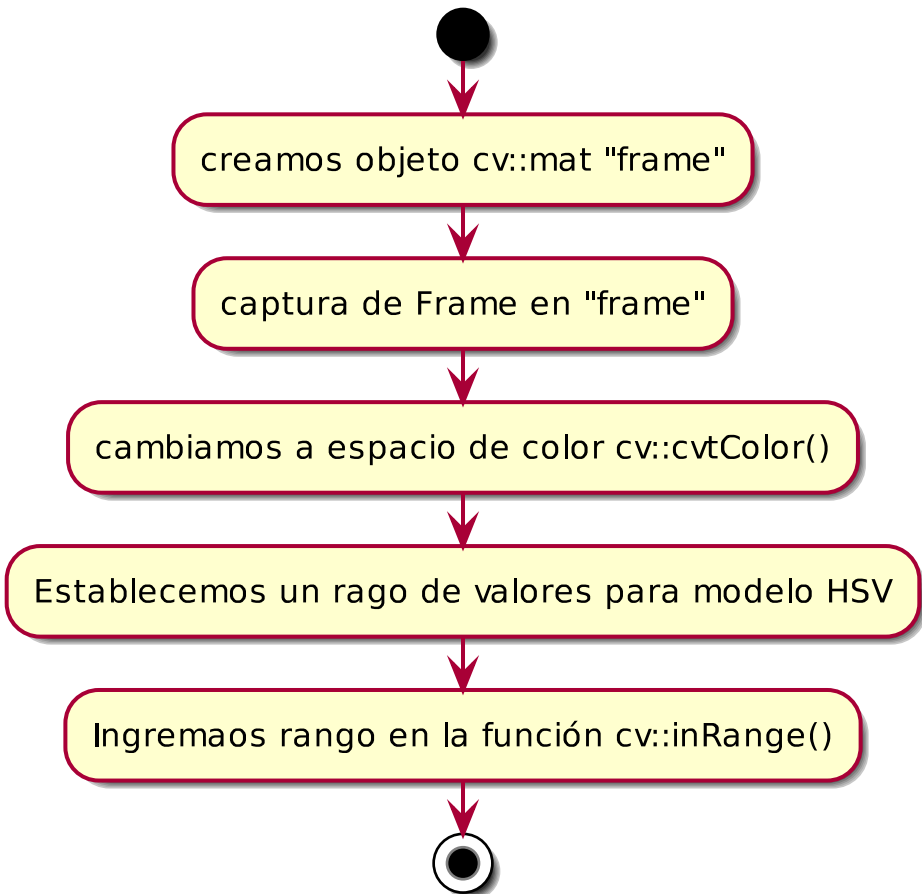 creamos objeto cv::mat "frame"
captura de Frame en "frame"
cambiamos a espacio de color cv::cvtColor()
Establecemos un rago de valores para modelo HSV
Ingremaos rango en la función cv::inRange()